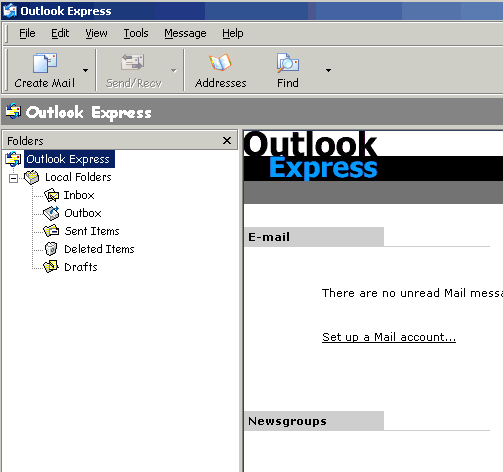 Outlook Express
File Edit View Tools Message Help
Create Mail Send/Recv Addresses Find
Outlook Express
Folders
Outlook Express
Local Folders
Inbox
Outbox
Sent Items
Deleted Items
Drafts
Outlook
Express
E-mail
There are no unread Mail messa
Set up a Mail account...
Newsgroups